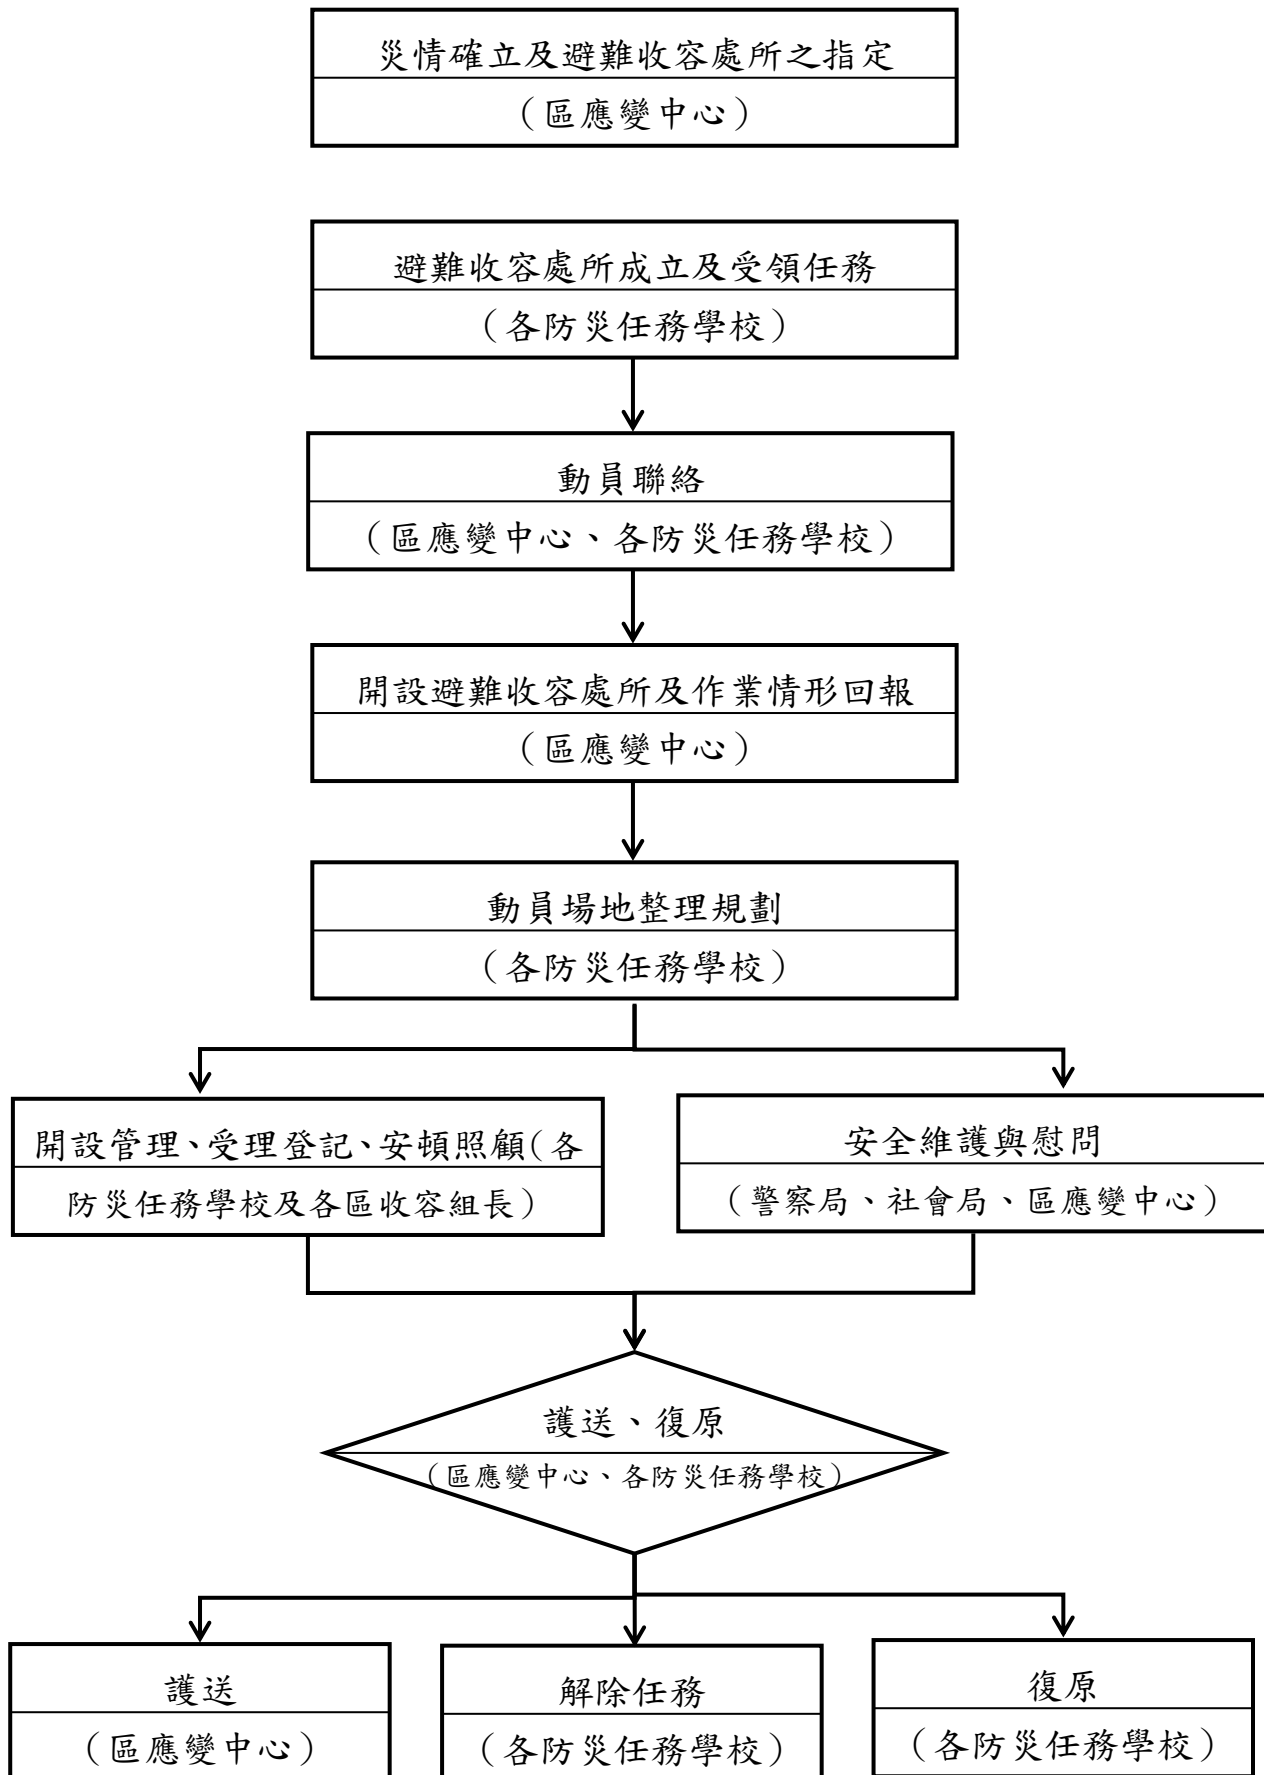 災情確立及避難收容處所之指定
（區應變中心）
避難收容處所成立及受領任務
（各防災任務學校）
動員聯絡
（區應變中心、各防災任務學校）
開設避難收容處所及作業情形回報
（區應變中心）
動員場地整理規劃
（各防災任務學校）
開設管理、受理登記、安頓照顧（各
防災任務學校及各區收容組長）
安全維護與慰問
（警察局、社會局、區應變中心）
護送、復原
（區應變中心、各防災任務學校）
護送
（區應變中心）
解除任務
（各防災任務學校）
復原
（各防災任務學校）